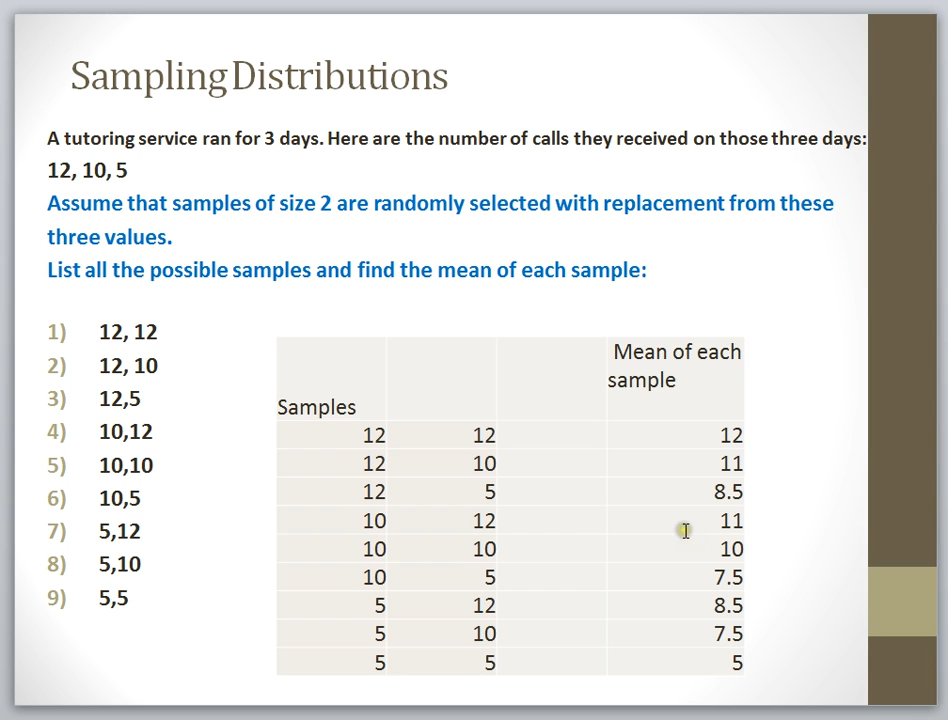 Sampling Distributions
A tutoring service ran for 3 days. Here are the number of calls they received on those three days:
12, 10, 5
Assume that samples of size 2 are randomly selected with replacement from these
three values.
List all the possible samples and find the mean of each sample:
1) 12, 12
2) 12, 10
3) 12,5
4) 10,12
5) 10,10
6) 10,5
7) 5,12
8) 5,10
9) 5,5
Mean of each
sample
Samples
12 12 12
12 10 11
12 5 8.5
10 12 11
10 10 10
10 5 7.5
5 12 8.5
5 10 7.5
5 5 5